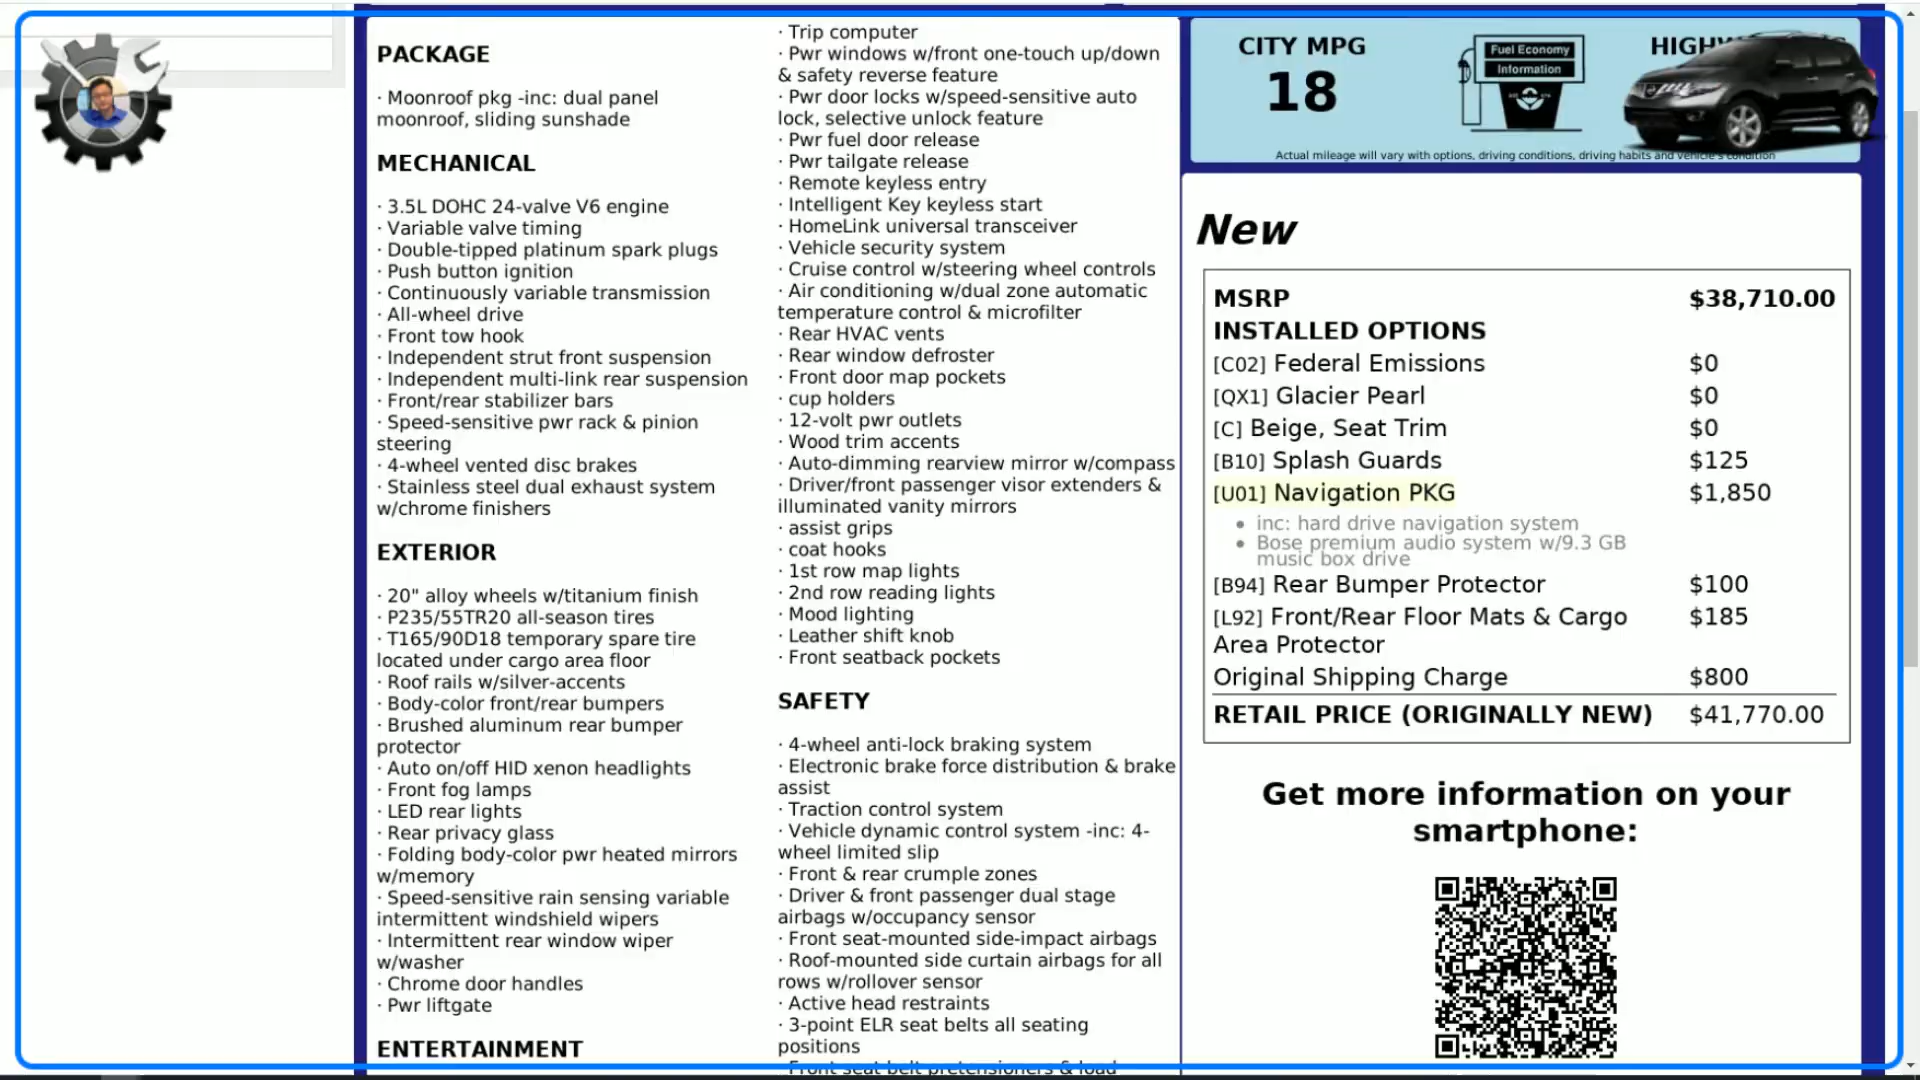 PACKAGE
· Moonroof pkg -inc: dual panel
moonroof, sliding sunshade
MECHANICAL
· 3.5L DOHC 24-valve V6 engine
· Variable valve timing
· Double-tipped platinum spark plugs
· Push button ignition
· Continuously variable transmission
· All-wheel drive
· Front tow hook
· Independent strut front suspension
· Independent multi-link rear suspension
· Front/rear stabilizer bars
· Speed-sensitive pwr rack & pinion
steering
· 4-wheel vented disc brakes
· Stainless steel dual exhaust system
w/chrome finishers
EXTERIOR
· 20" alloy wheels w/titanium finish
· P235/55TR20 all-season tires
· T165/90D18 temporary spare tire
located under cargo area floor
· Roof rails w/silver-accents
· Body-color front/rear bumpers
· Brushed aluminum rear bumper
protector
· Auto on/off HID xenon headlights
· Front fog lamps
· LED rear lights
· Rear privacy glass
· Folding body-color pwr heated mirrors
w/memory
· Speed-sensitive rain sensing variable
intermittent windshield wipers
· Intermittent rear window wiper
w/washer
· Chrome door handles
· Pwr liftgate
ENTERTAINMENT
· Trip computer
· Pwr windows w/front one-touch up/down
& safety reverse feature
· Pwr door locks w/speed-sensitive auto
lock, selective unlock feature
· Pwr fuel door release
· Pwr tailgate release
· Remote keyless entry
· Intelligent Key keyless start
· HomeLink universal transceiver
· Vehicle security system
· Cruise control w/steering wheel controls
· Air conditioning w/dual zone automatic
temperature control & microfilter
· Rear HVAC vents
· Rear window defroster
· Front door map pockets
· cup holders
· 12-volt pwr outlets
· Wood trim accents
· Auto-dimming rearview mirror w/compass
· Driver/front passenger visor extenders &
illuminated vanity mirrors
· assist grips
· coat hooks
· 1st row map lights
· 2nd row reading lights
· Mood lighting
· Leather shift knob
· Front seatback pockets
SAFETY
· 4-wheel anti-lock braking system
· Electronic brake force distribution & brake
assist
· Traction control system
· Vehicle dynamic control system -inc: 4-
wheel limited slip
· Front & rear crumple zones
· Driver & front passenger dual stage
airbags w/occupancy sensor
· Front seat-mounted side-impact airbags
· Roof-mounted side curtain airbags for all
rows w/rollover sensor
· Active head restraints
· 3-point ELR seat belts all seating
positions
· Front seat belt pretensioners & load
CITY MPG
18
Fuel Economy
Information
Actual mileage will vary with options, driving conditions, driving habits and vehicle's condition
New
MSRP $38,710.00
INSTALLED OPTIONS
[C02] Federal Emissions $0
[QX1] Glacier Pearl $0
[C] Beige, Seat Trim $0
[B10] Splash Guards $125
[U01] Navigation PKG $1,850
• inc: hard drive navigation system
• Bose premium audio system w/9.3 GB
music box drive
[B94] Rear Bumper Protector $100
[L92] Front/Rear Floor Mats & Cargo $185
Area Protector
Original Shipping Charge $800
RETAIL PRICE (ORIGINALLY NEW) $41,770.00
Get more information on your
smartphone: